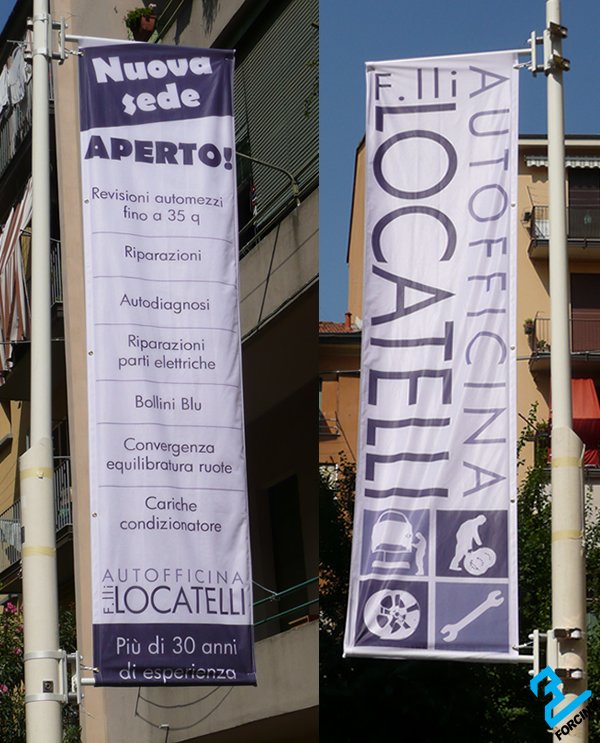 Nuova
sede
APERTO!
Revisioni automezzi
fino a 35 q
Riparazioni
Autodiagnosi
Riparazioni
parti elettriche
Bollini Blu
Convergenza
equilibratura ruote
Cariche
condizionatore
AUTOFFICINA
F.lli LOCATELLI
Più di 30 anni
di esperienza
AUTOFFICINA
F.lli LOCATELLI